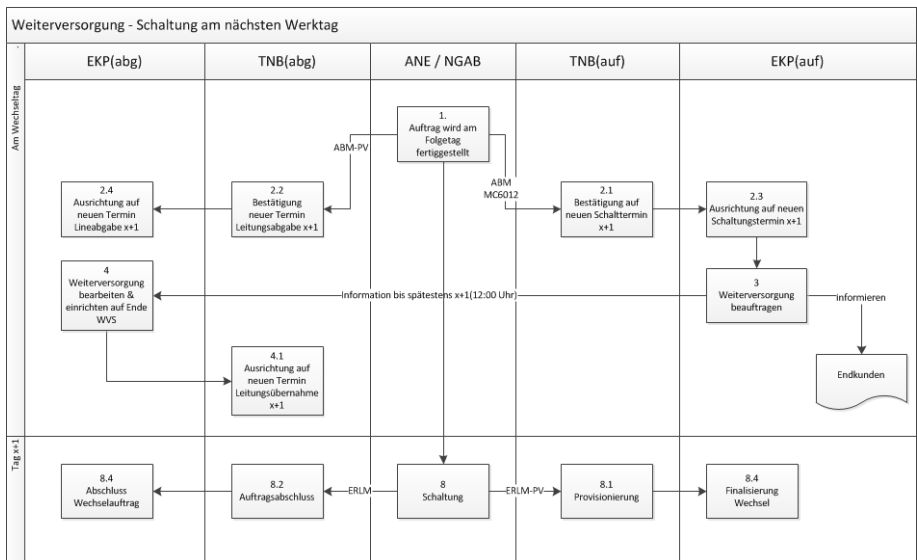 Weiterversorgung - Schaltung am nächsten Werktag
EKP(abg)
TNB(abg)
ANE / NGAB
TNB(auf)
EKP(auf)
Am Wechseltag
1.
Auftrag wird am
Folgetag
fertiggestellt
ABM-PV
ABM
MC6012
2.4
Ausrichtung auf
neuen Termin
Lineabgabe x+1
2.2
Bestätigung
neuer Termin
Leitungsabgabe x+1
2.1
Bestätigung auf
neuen Schalttermin
x+1
2.3
Ausrichtung auf neuen
Schaltungstermin x+1
4
Weiterversorgung
bearbeiten &
einrichten auf Ende
WVS
Information bis spätestens x+1(12:00 Uhr)
3
Weiterversorgung
beauftragen
informieren
4.1
Ausrichtung auf
neuen Termin
Leitungsübernahme
x+1
Endkunden
Tag x+1
8.4
Abschluss
Wechselauftrag
8.2
Auftragsabschluss
ERLM
8
Schaltung
ERLM-PV
8.1
Provisionierung
8.4
Finalisierung
Wechsel